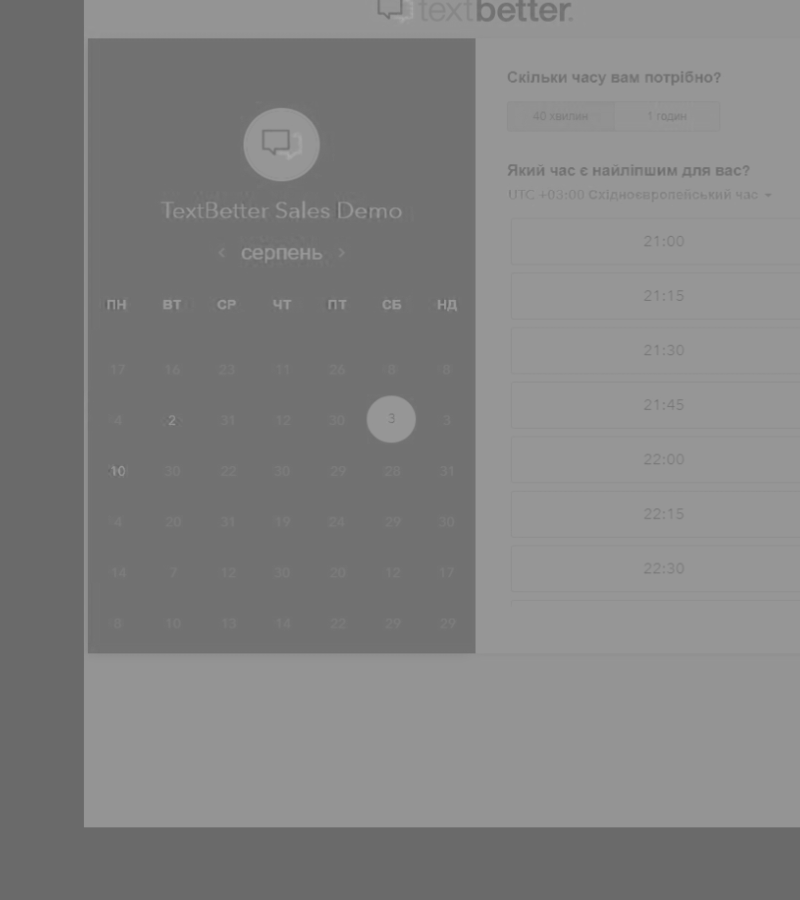 textbetter.
TextBetter Sales Demo
‹ серпень ›
ПН ВТ СР ЧТ ПТ СБ НД
17 16 23 11 26 8 8
4 2 31 12 30 3 3
10 30 22 30 29 28 31
4 20 31 19 24 29 30
14 7 12 30 20 12 17
8 10 13 14 22 29 29
Скільки часу вам потрібно?
40 хвилин 1 годин
Який час є найліпшим для вас?
UTC +03:00 Східноєвропейський час
21:00
21:15
21:30
21:45
22:00
22:15
22:30